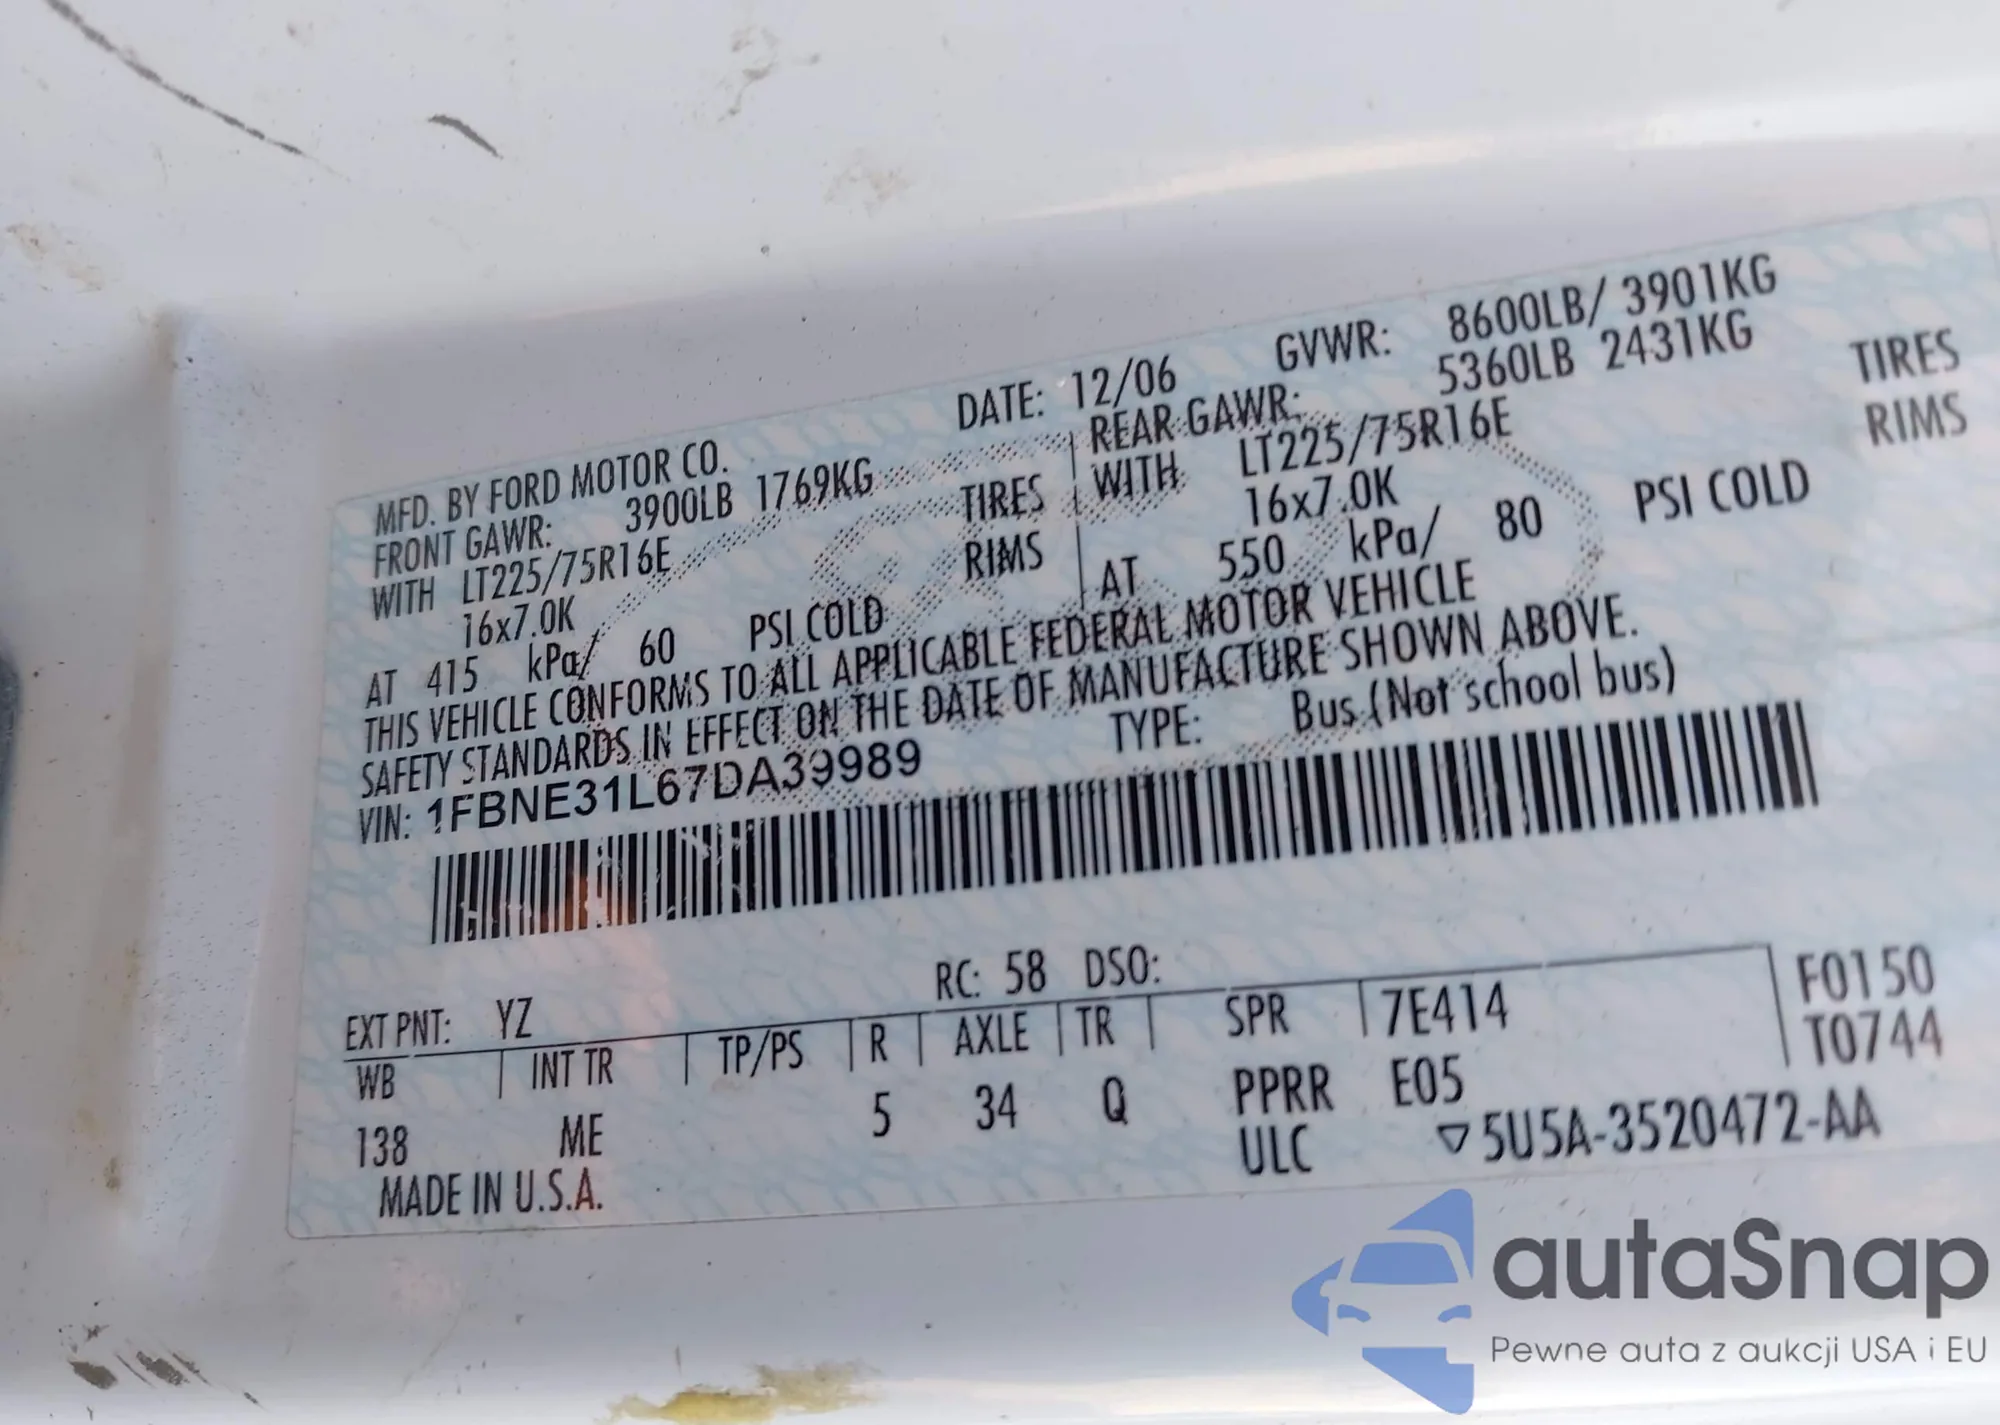 MFD. BY FORD MOTOR CO. DATE: 12/06 GVWR: 8600LB/ 3901KG
FRONT GAWR: 3900LB 1769KG REAR GAWR: 5360LB 2431KG
WITH LT225/75R16E TIRES WITH LT225/75R16E TIRES
16x7.0K RIMS 16x7.0K RIMS
AT 415 kPa/ 60 PSI COLD AT 550 kPa/ 80 PSI COLD
THIS VEHICLE CONFORMS TO ALL APPLICABLE FEDERAL MOTOR VEHICLE
SAFETY STANDARDS IN EFFECT ON THE DATE OF MANUFACTURE SHOWN ABOVE.
VIN: 1FBNE31L67DA39989 TYPE: Bus (Not school bus)
EXT PNT: YZ RC: 58 DSO:
WB INT TR TP/PS R AXLE TR SPR 7E414 F0150
138 ME 5 34 Q PPRR E05 T0744
MADE IN U.S.A. ULC ▽5U5A-3520472-AA
autaSnap
Pewne auta z aukcji USA i EU